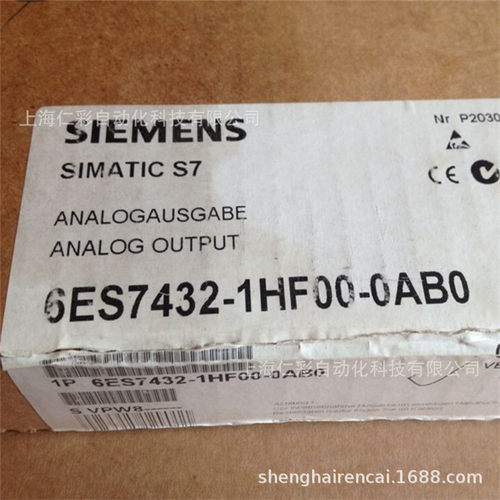 上海仁彩自动化科技有限公司
SIEMENS
Nr P2030
SIMATIC S7
CE
ANALOGAUSGABE
ANALOG OUTPUT
6ES7432-1HF00-0AB0
上海仁彩自动化科技有限公司
1P 6ES7432-1HF00-0AB0
S VPW8
shenghairencai.1688.com